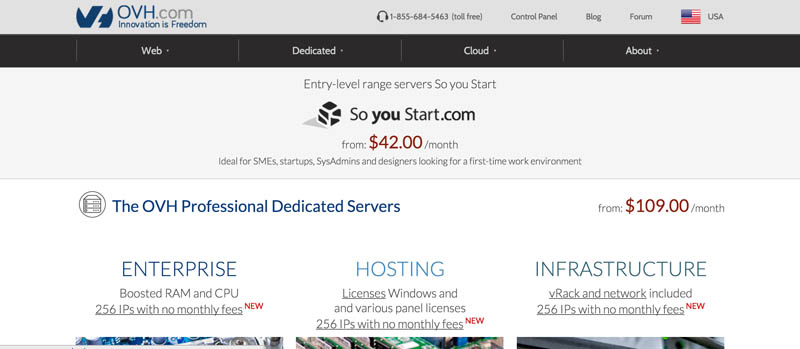 OVH.com
Innovation is Freedom
1-855-684-5463 (toll free) Control Panel Blog Forum USA
Web Dedicated Cloud About
Entry-level range servers So you Start
So you Start.com
from: $42.00/month
Ideal for SMEs, startups, SysAdmins and designers looking for a first-time work environment
The OVH Professional Dedicated Servers from: $109.00/month
ENTERPRISE
Boosted RAM and CPU
256 IPs with no monthly fees NEW
HOSTING
Licenses Windows and
and various panel licenses
256 IPs with no monthly fees NEW
INFRASTRUCTURE
vRack and network included
256 IPs with no monthly fees NEW